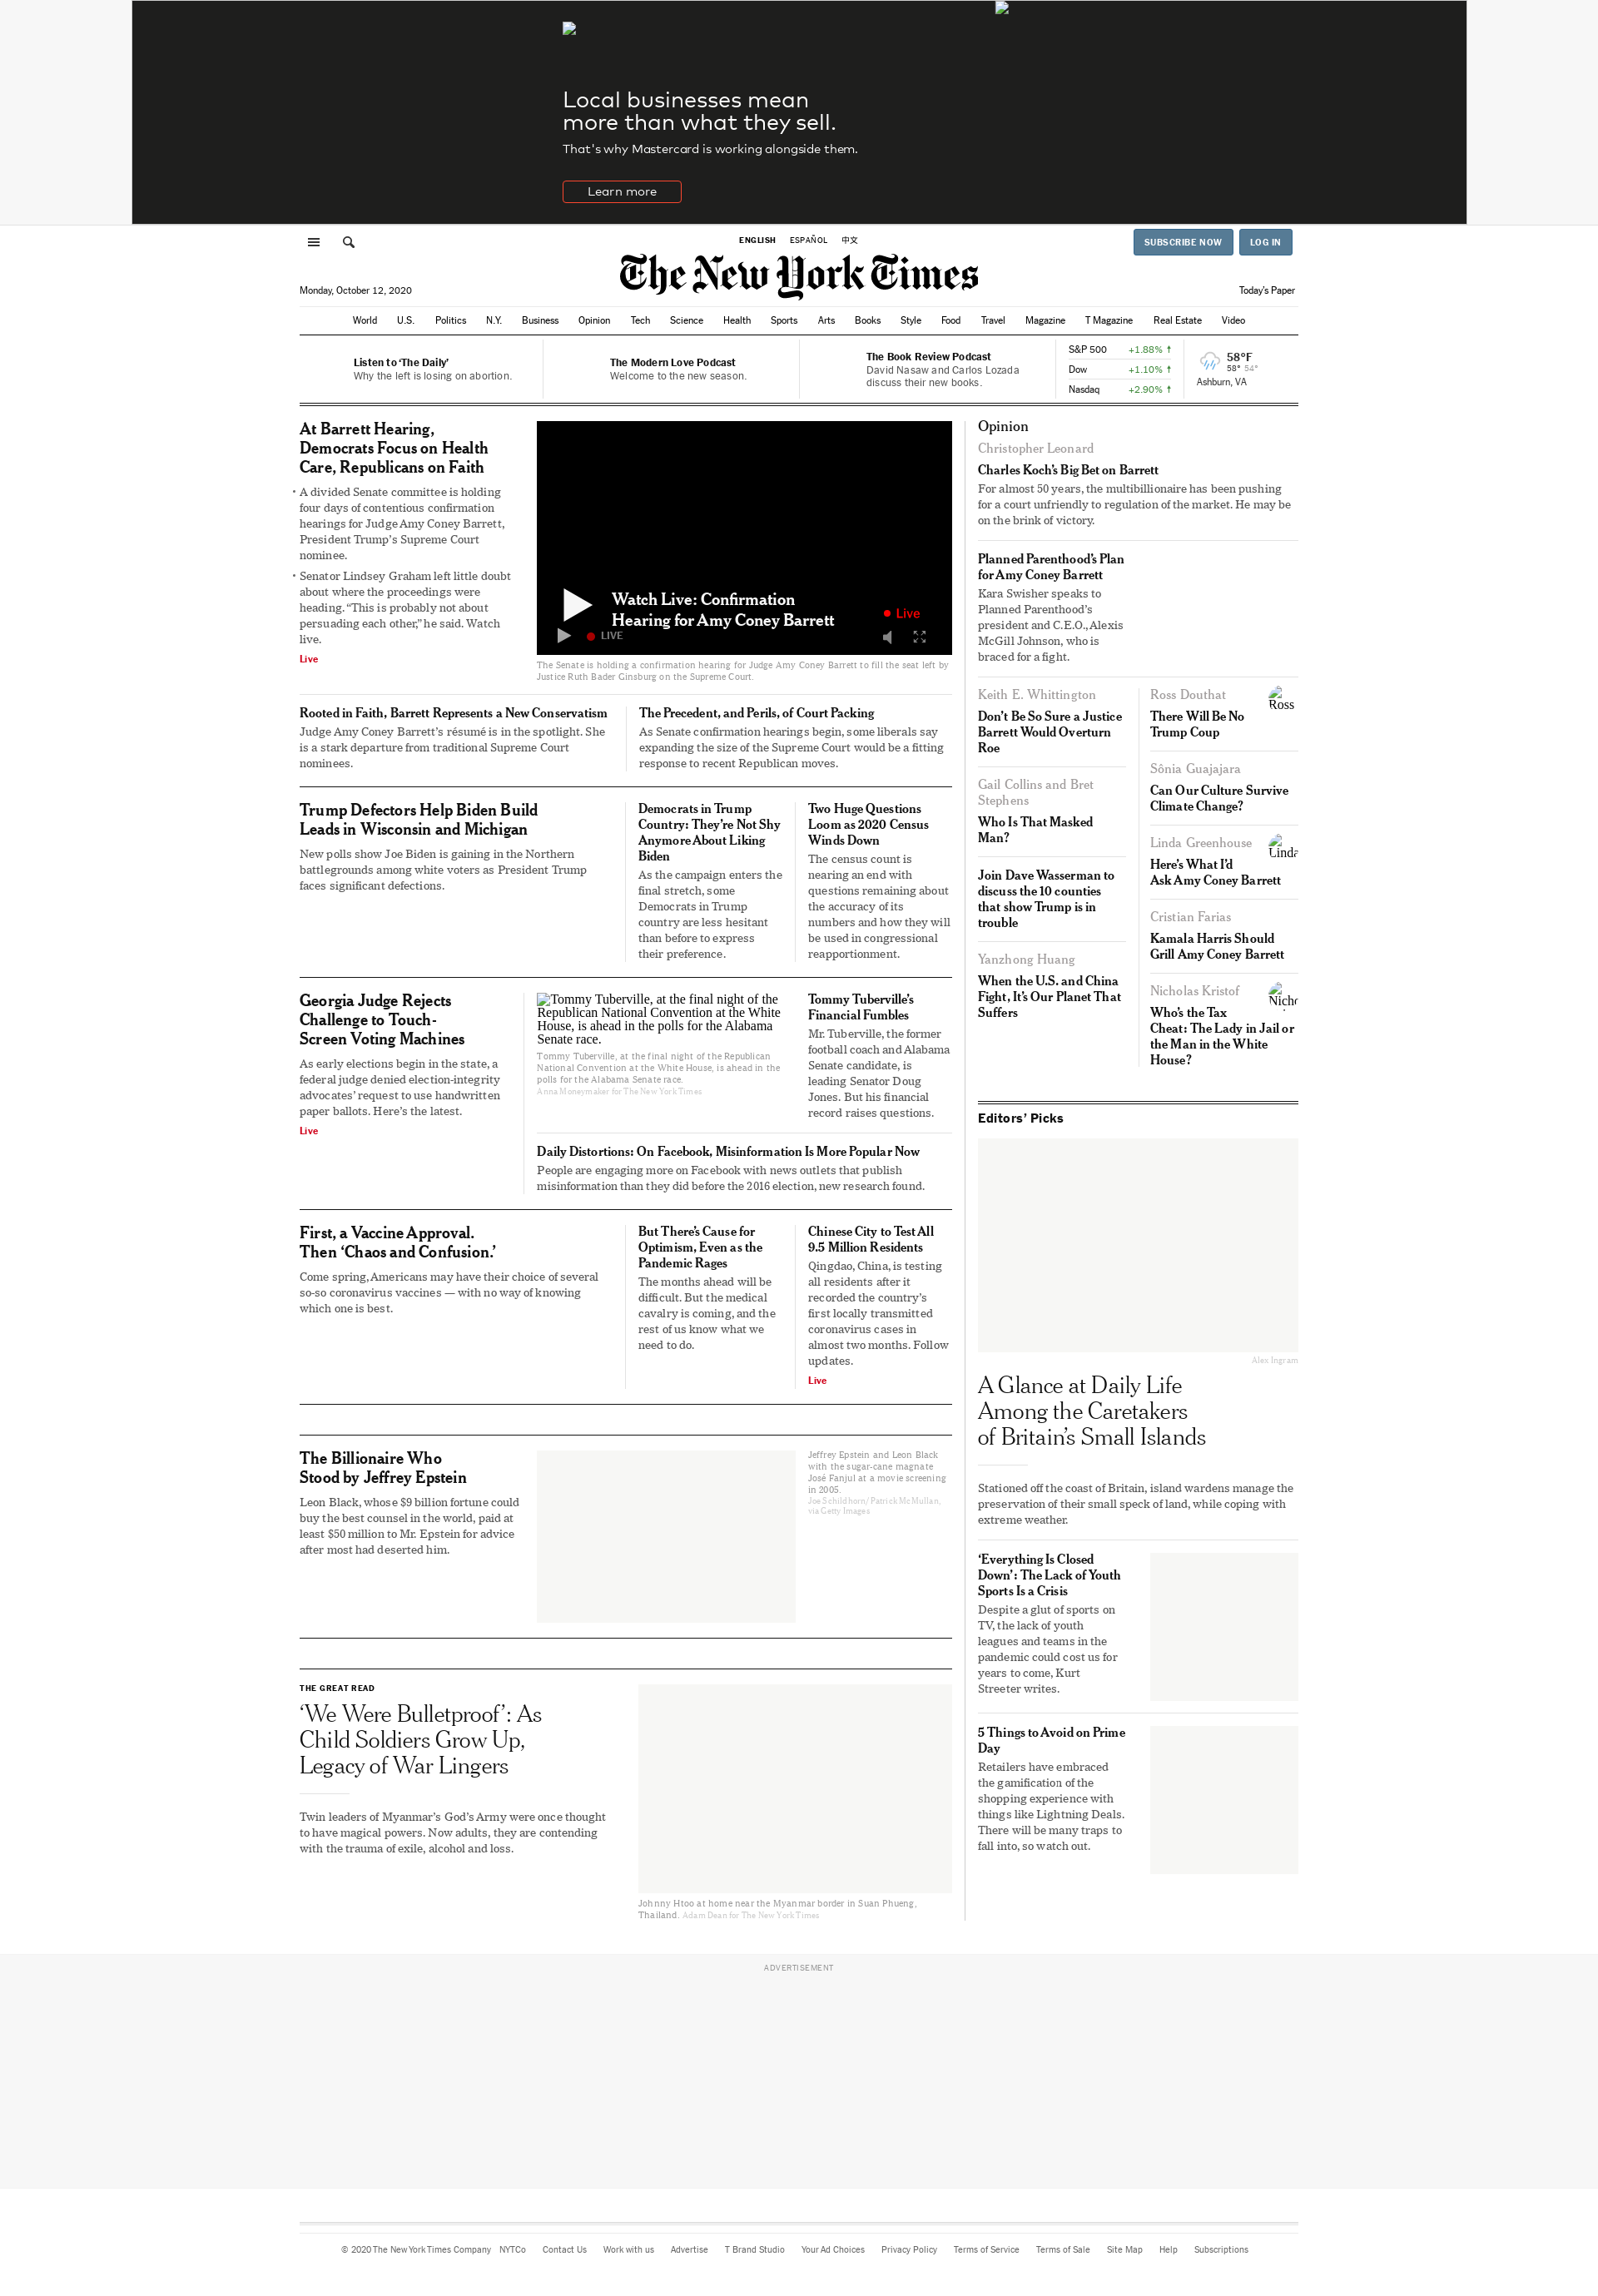 Local businesses mean
more than what they sell.
That's why Mastercard is working alongside them.
Learn more
ENGLISH ESPAÑOL 中文
SUBSCRIBE NOW LOG IN
The New York Times
Monday, October 12, 2020
Today's Paper
World U.S. Politics N.Y. Business Opinion Tech Science Health Sports Arts Books Style Food Travel Magazine T Magazine Real Estate Video
Listen to ‘The Daily’
Why the left is losing on abortion.
The Modern Love Podcast
Welcome to the new season.
The Book Review Podcast
David Nasaw and Carlos Lozada
discuss their new books.
S&P 500 +1.88%
Dow +1.10%
Nasdaq +2.90%
58°F
58° 54°
Ashburn, VA
At Barrett Hearing,
Democrats Focus on Health
Care, Republicans on Faith
• A divided Senate committee is holding
four days of contentious confirmation
hearings for Judge Amy Coney Barrett,
President Trump’s Supreme Court
nominee.
• Senator Lindsey Graham left little doubt
about where the proceedings were
heading. “This is probably not about
persuading each other,” he said. Watch
live.
Live
Watch Live: Confirmation
Hearing for Amy Coney Barrett
Live
LIVE
The Senate is holding a confirmation hearing for Judge Amy Coney Barrett to fill the seat left by
Justice Ruth Bader Ginsburg on the Supreme Court.
Rooted in Faith, Barrett Represents a New Conservatism
Judge Amy Coney Barrett’s résumé is in the spotlight. She
is a stark departure from traditional Supreme Court
nominees.
The Precedent, and Perils, of Court Packing
As Senate confirmation hearings begin, some liberals say
expanding the size of the Supreme Court would be a fitting
response to recent Republican moves.
Trump Defectors Help Biden Build
Leads in Wisconsin and Michigan
New polls show Joe Biden is gaining in the Northern
battlegrounds among white voters as President Trump
faces significant defections.
Democrats in Trump
Country: They’re Not Shy
Anymore About Liking
Biden
As the campaign enters the
final stretch, some
Democrats in Trump
country are less hesitant
than before to express
their preference.
Two Huge Questions
Loom as 2020 Census
Winds Down
The census count is
nearing an end with
questions remaining about
the accuracy of its
numbers and how they will
be used in congressional
reapportionment.
Georgia Judge Rejects
Challenge to Touch-
Screen Voting Machines
As early elections begin in the state, a
federal judge denied election-integrity
advocates’ request to use handwritten
paper ballots. Here’s the latest.
Live
Tommy Tuberville, at the final night of the
Republican National Convention at the White
House, is ahead in the polls for the Alabama
Senate race.
Tommy Tuberville, at the final night of the Republican
National Convention at the White House, is ahead in the
polls for the Alabama Senate race.
Anna Moneymaker for The New York Times
Tommy Tuberville’s
Financial Fumbles
Mr. Tuberville, the former
football coach and Alabama
Senate candidate, is
leading Senator Doug
Jones. But his financial
record raises questions.
Daily Distortions: On Facebook, Misinformation Is More Popular Now
People are engaging more on Facebook with news outlets that publish
misinformation than they did before the 2016 election, new research found.
First, a Vaccine Approval.
Then ‘Chaos and Confusion.’
Come spring, Americans may have their choice of several
so-so coronavirus vaccines — with no way of knowing
which one is best.
But There’s Cause for
Optimism, Even as the
Pandemic Rages
The months ahead will be
difficult. But the medical
cavalry is coming, and the
rest of us know what we
need to do.
Chinese City to Test All
9.5 Million Residents
Qingdao, China, is testing
all residents after it
recorded the country’s
first locally transmitted
coronavirus cases in
almost two months. Follow
updates.
Live
The Billionaire Who
Stood by Jeffrey Epstein
Leon Black, whose $9 billion fortune could
buy the best counsel in the world, paid at
least $50 million to Mr. Epstein for advice
after most had deserted him.
Jeffrey Epstein and Leon Black
with the sugar-cane magnate
José Fanjul at a movie screening
in 2005.
Joe Schildhorn/Patrick McMullan,
via Getty Images
THE GREAT READ
‘We Were Bulletproof’: As
Child Soldiers Grow Up,
Legacy of War Lingers
Twin leaders of Myanmar’s God’s Army were once thought
to have magical powers. Now adults, they are contending
with the trauma of exile, alcohol and loss.
Johnny Htoo at home near the Myanmar border in Suan Phueng,
Thailand. Adam Dean for The New York Times
Opinion
Christopher Leonard
Charles Koch’s Big Bet on Barrett
For almost 50 years, the multibillionaire has been pushing
for a court unfriendly to regulation of the market. He may be
on the brink of victory.
Planned Parenthood’s Plan
for Amy Coney Barrett
Kara Swisher speaks to
Planned Parenthood’s
president and C.E.O., Alexis
McGill Johnson, who is
braced for a fight.
Keith E. Whittington
Don’t Be So Sure a Justice
Barrett Would Overturn
Roe
Gail Collins and Bret
Stephens
Who Is That Masked
Man?
Join Dave Wasserman to
discuss the 10 counties
that show Trump is in
trouble
Yanzhong Huang
When the U.S. and China
Fight, It’s Our Planet That
Suffers
Ross Douthat
Ross
There Will Be No
Trump Coup
Sônia Guajajara
Can Our Culture Survive
Climate Change?
Linda Greenhouse
Linda
Here’s What I’d
Ask Amy Coney Barrett
Cristian Farias
Kamala Harris Should
Grill Amy Coney Barrett
Nicholas Kristof
Who’s the Tax
Cheat: The Lady in Jail or
the Man in the White
House?
Editors’ Picks
Alex Ingram
A Glance at Daily Life
Among the Caretakers
of Britain’s Small Islands
Stationed off the coast of Britain, island wardens manage the
preservation of their small speck of land, while coping with
extreme weather.
‘Everything Is Closed
Down’: The Lack of Youth
Sports Is a Crisis
Despite a glut of sports on
TV, the lack of youth
leagues and teams in the
pandemic could cost us for
years to come, Kurt
Streeter writes.
5 Things to Avoid on Prime
Day
Retailers have embraced
the gamification of the
shopping experience with
things like Lightning Deals.
There will be many traps to
fall into, so watch out.
ADVERTISEMENT
© 2020 The New York Times Company NYTCo Contact Us Work with us Advertise T Brand Studio Your Ad Choices Privacy Policy Terms of Service Terms of Sale Site Map Help Subscriptions